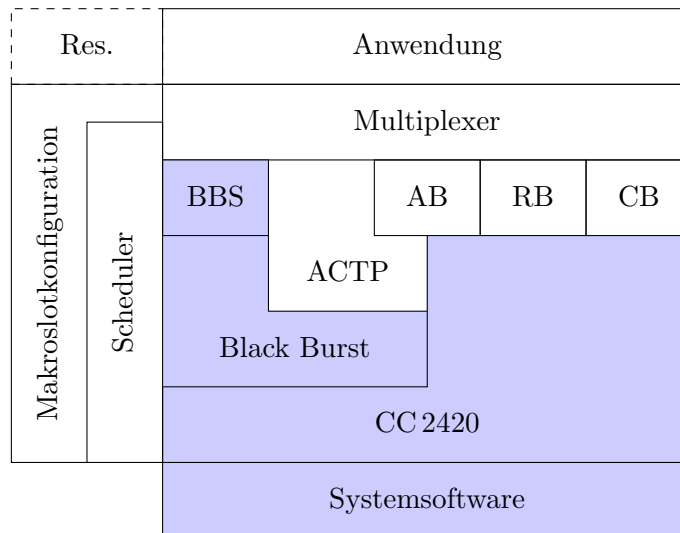 Res.
Anwendung
Multiplexer
Makroslotkonfiguration
Scheduler
BBS
AB
RB
CB
ACTP
Black Burst
CC 2420
Systemsoftware